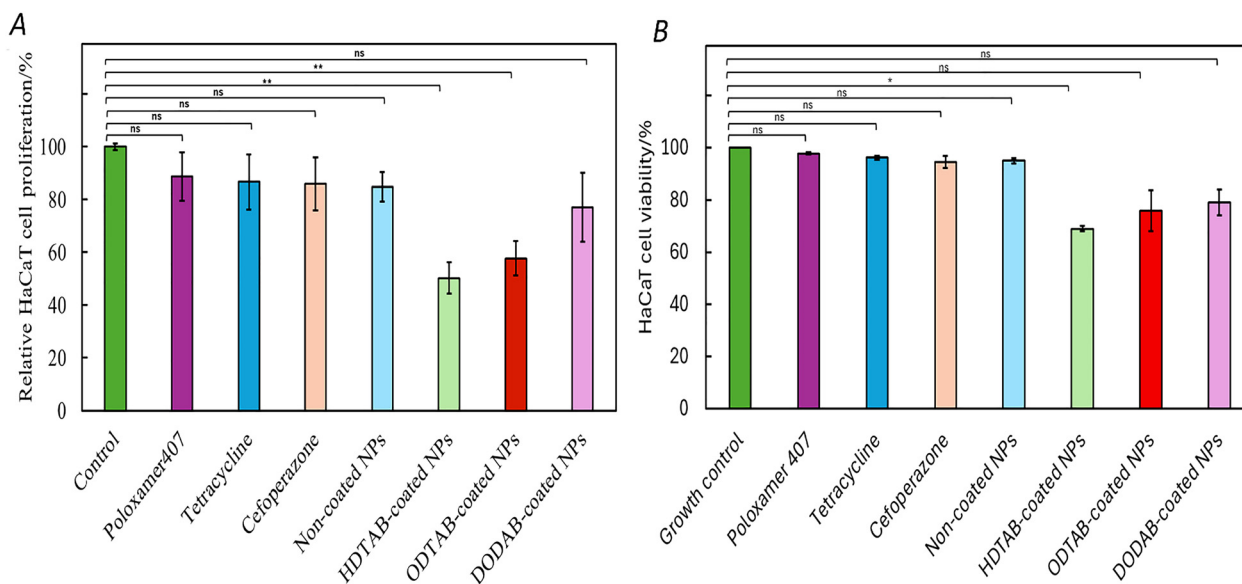 A
ns
**
**
ns
ns
ns
ns
Relative HaCaT cell proliferation/%
100
80
60
40
20
0
Control
Poloxamer407
Tetracycline
Cefoperazone
Non-coated NPs
HDTAB-coated NPs
ODTAB-coated NPs
DODAB-coated NPs
B
ns
ns
*
ns
ns
ns
ns
HaCaT cell viability/%
100
80
60
40
20
0
Growth control
Poloxamer 407
Tetracycline
Cefoperazone
Non-coated NPs
HDTAB-coated NPs
ODTAB-coated NPs
DODAB-coated NPs